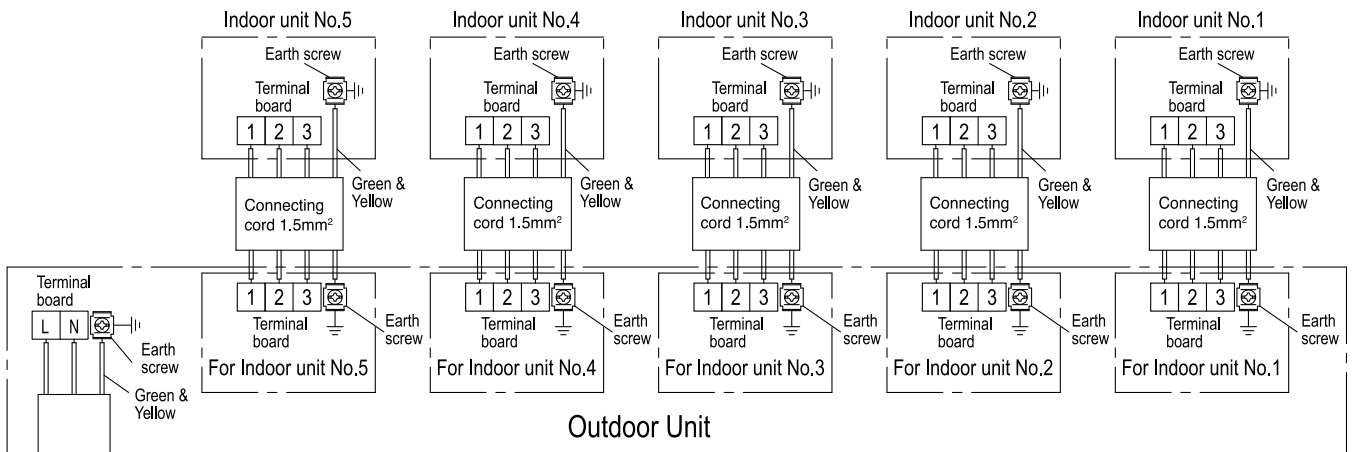 Indoor unit No.5
Indoor unit No.4
Indoor unit No.3
Indoor unit No.2
Indoor unit No.1
Earth screw
Earth screw
Earth screw
Earth screw
Earth screw
Terminal
board
Terminal
board
Terminal
board
Terminal
board
Terminal
board
1 2 3
1 2 3
1 2 3
1 2 3
1 2 3
Green &
Yellow
Green &
Yellow
Green &
Yellow
Green &
Yellow
Green &
Yellow
Connecting
cord 1.5mm²
Connecting
cord 1.5mm²
Connecting
cord 1.5mm²
Connecting
cord 1.5mm²
Connecting
cord 1.5mm²
Terminal
board
L N
Earth
screw
Green &
Yellow
1 2 3
Terminal
board
Earth
screw
For Indoor unit No.5
1 2 3
Terminal
board
Earth
screw
For Indoor unit No.4
1 2 3
Terminal
board
Earth
screw
For Indoor unit No.3
1 2 3
Terminal
board
Earth
screw
For Indoor unit No.2
1 2 3
Terminal
board
Earth
screw
For Indoor unit No.1
Outdoor Unit